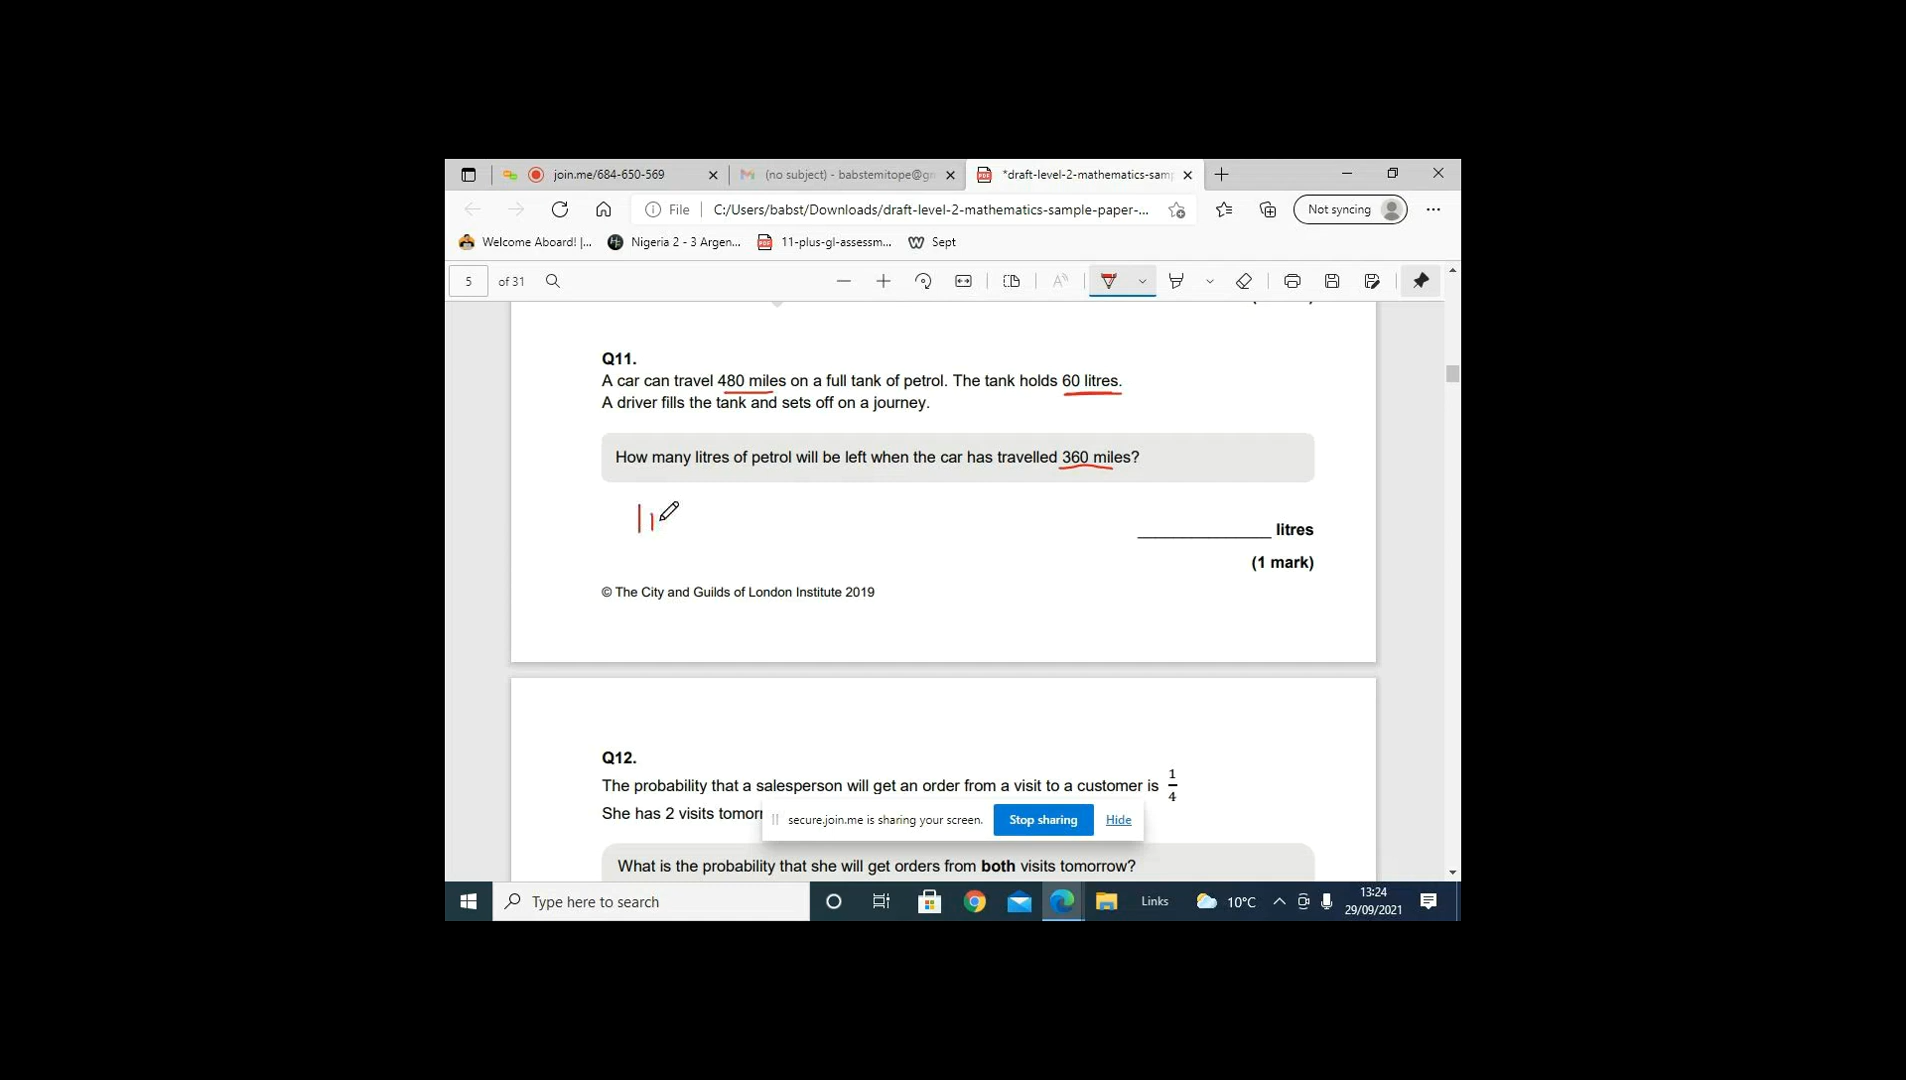 join.me/684-650-569
(no subject) - babstemitope@gm
*draft-level-2-mathematics-sam
File
C:/Users/babst/Downloads/draft-level-2-mathematics-sample-paper-...
Not syncing
Welcome Aboard! |...
Nigeria 2 - 3 Argen...
11-plus-gl-assessm...
Sept
5 of 31
Q11.
A car can travel 480 miles on a full tank of petrol. The tank holds 60 litres.
A driver fills the tank and sets off on a journey.
How many litres of petrol will be left when the car has travelled 360 miles?
______________ litres
(1 mark)
© The City and Guilds of London Institute 2019
Q12.
The probability that a salesperson will get an order from a visit to a customer is 1/4
She has 2 visits tomorr
secure.join.me is sharing your screen.
Stop sharing
Hide
What is the probability that she will get orders from both visits tomorrow?
Type here to search
Links
10°C
13:24
29/09/2021